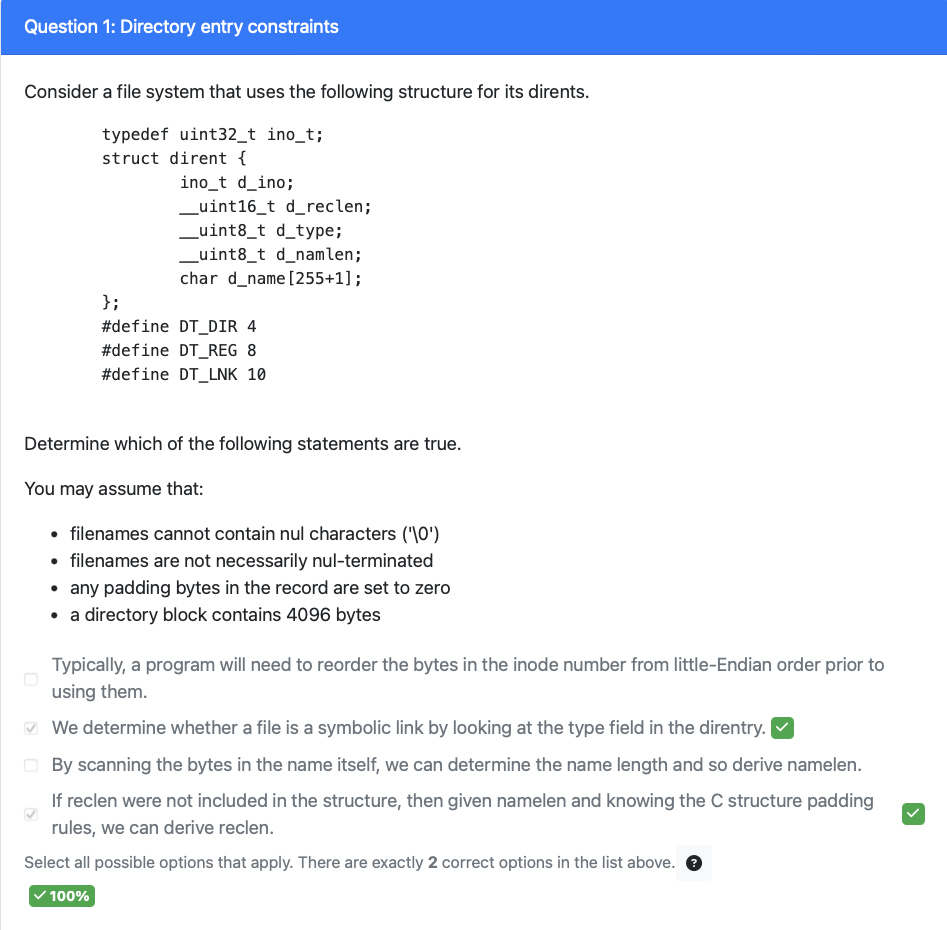 Question 1: Directory entry constraints
Consider a file system that uses the following structure for its dirents.
typedef uint32_t ino_t;
struct dirent {
ino_t d_ino;
__uint16_t d_reclen;
__uint8_t d_type;
__uint8_t d_namlen;
char d_name[255+1];
};
#define DT_DIR 4
#define DT_REG 8
#define DT_LNK 10
Determine which of the following statements are true.
You may assume that:
• filenames cannot contain nul characters ('\0')
• filenames are not necessarily nul-terminated
• any padding bytes in the record are set to zero
• a directory block contains 4096 bytes
Typically, a program will need to reorder the bytes in the inode number from little-Endian order prior to
using them.
We determine whether a file is a symbolic link by looking at the type field in the direntry.
By scanning the bytes in the name itself, we can determine the name length and so derive namelen.
If reclen were not included in the structure, then given namelen and knowing the C structure padding
rules, we can derive reclen.
Select all possible options that apply. There are exactly 2 correct options in the list above. ?
100%